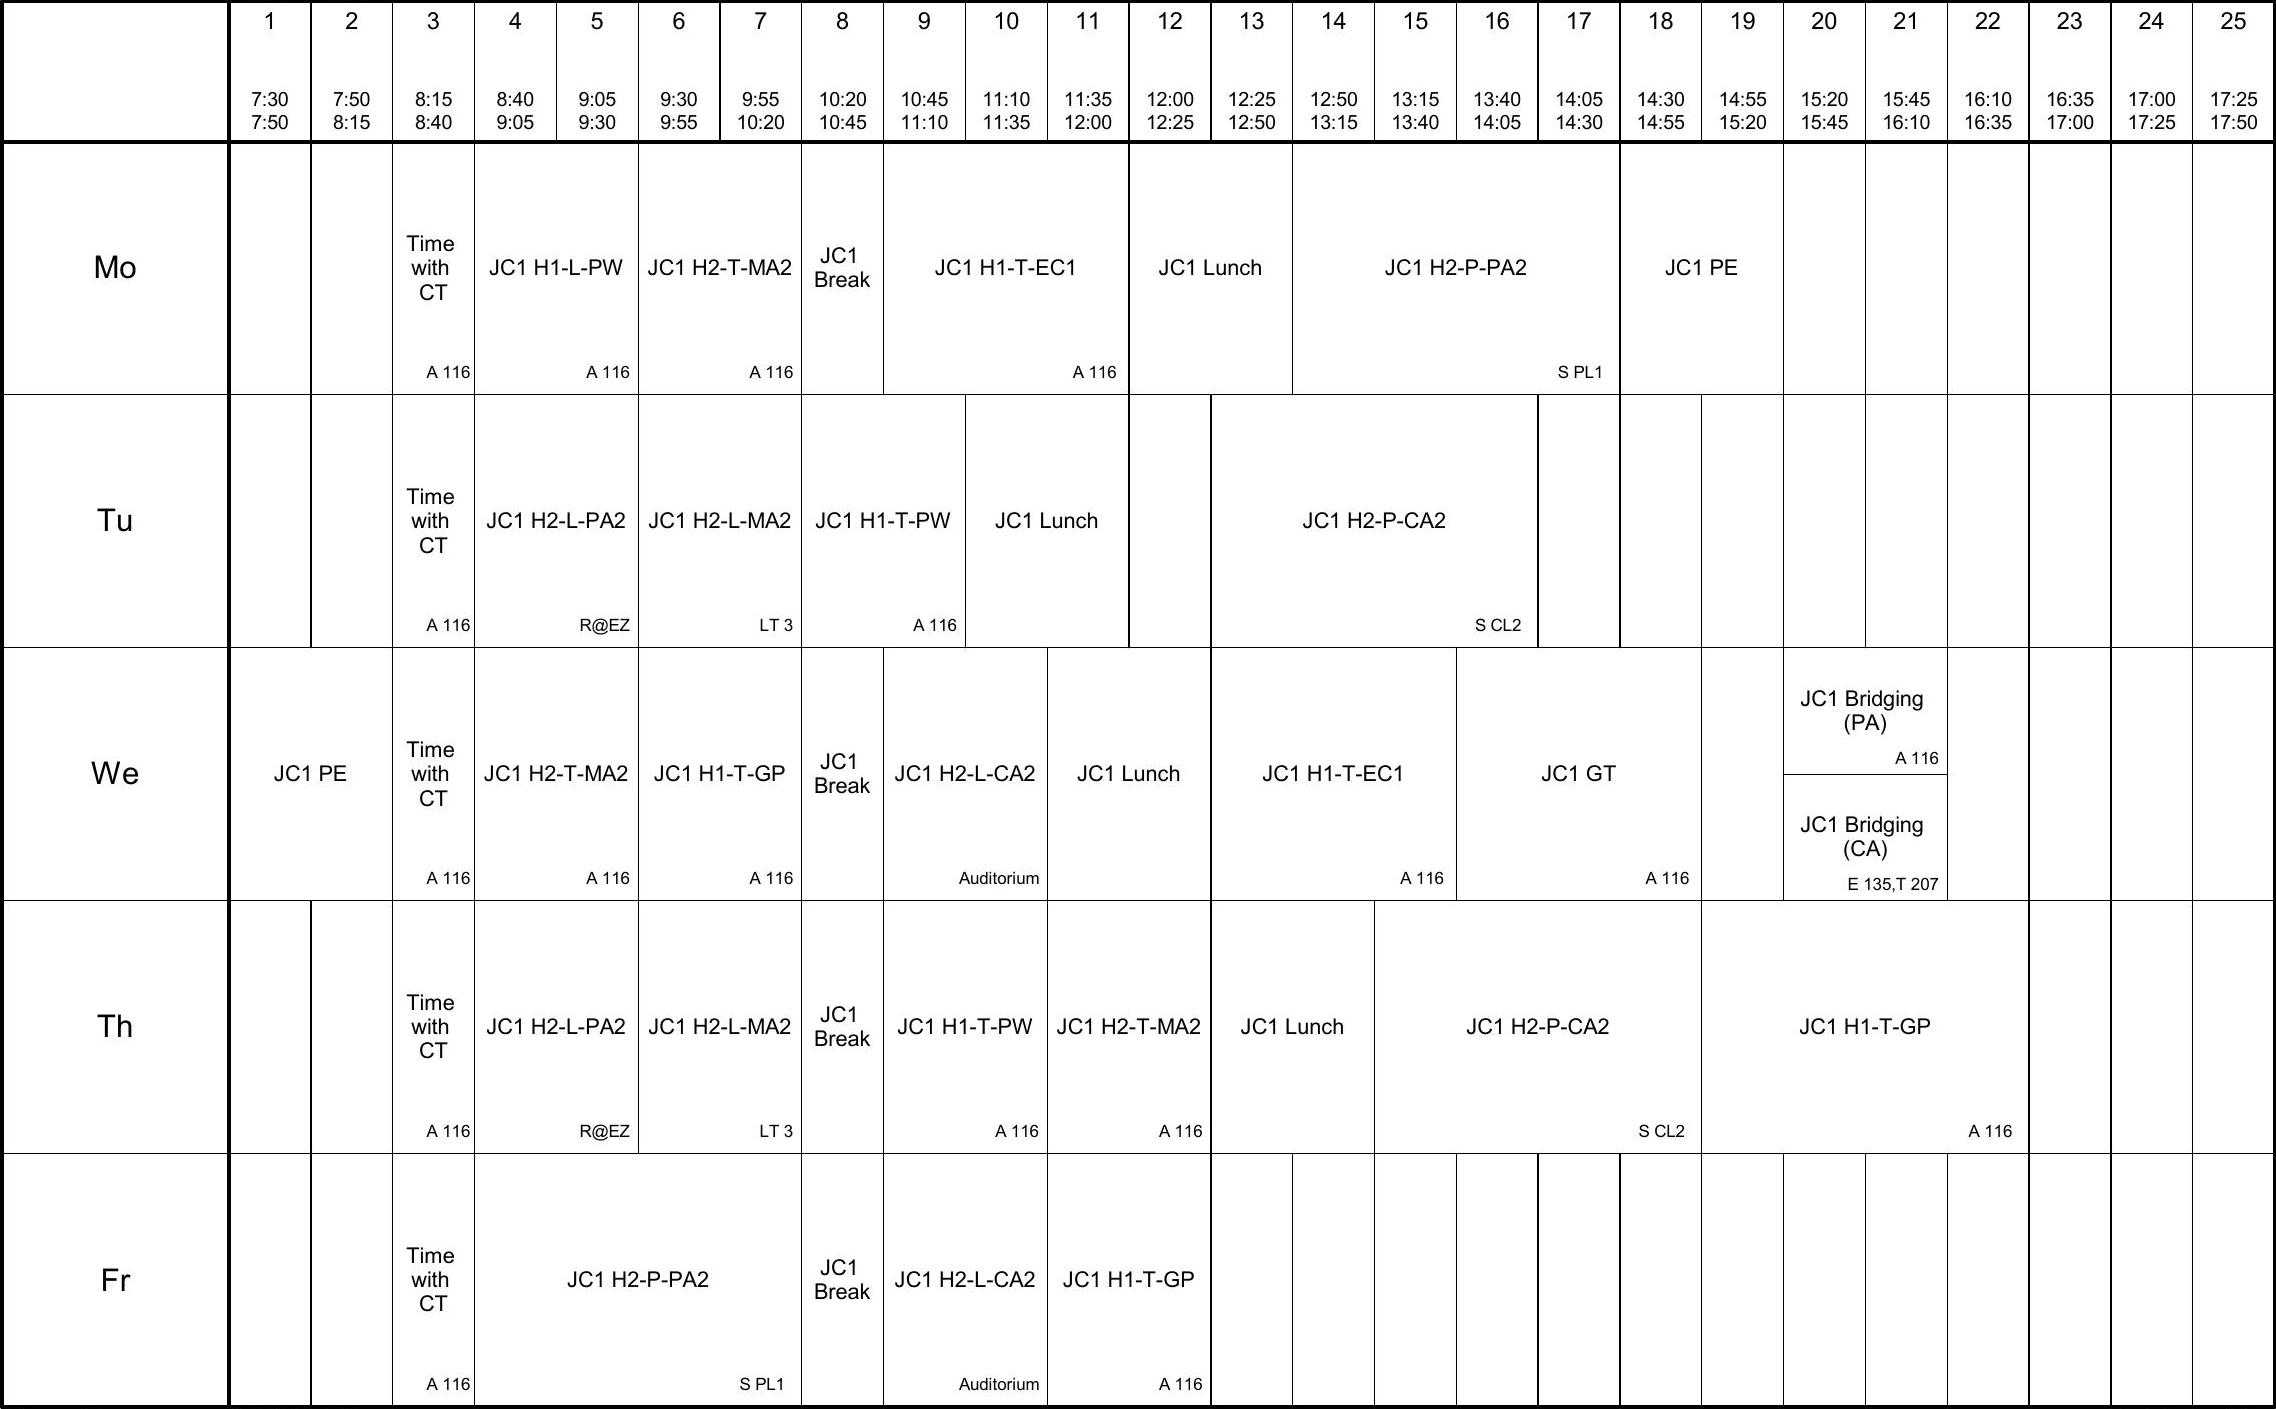 1 2 3 4 5 6 7 8 9 10 11 12 13 14 15 16 17 18 19 20 21 22 23 24 25
7:30 7:50 8:15 8:40 9:05 9:30 9:55 10:20 10:45 11:10 11:35 12:00 12:25 12:50 13:15 13:40 14:05 14:30 14:55 15:20 15:45 16:10 16:35 17:00 17:25
7:50 8:15 8:40 9:05 9:30 9:55 10:20 10:45 11:10 11:35 12:00 12:25 12:50 13:15 13:40 14:05 14:30 14:55 15:20 15:45 16:10 16:35 17:00 17:25 17:50
Mo
Time
with
CT
A 116
JC1 H1-L-PW
A 116
JC1 H2-T-MA2
A 116
JC1
Break
JC1 H1-T-EC1
A 116
JC1 Lunch
JC1 H2-P-PA2
S PL1
JC1 PE
Tu
Time
with
CT
A 116
JC1 H2-L-PA2
R@EZ
JC1 H2-L-MA2
LT 3
JC1 H1-T-PW
A 116
JC1 Lunch
JC1 H2-P-CA2
S CL2
We
JC1 PE
Time
with
CT
A 116
JC1 H2-T-MA2
A 116
JC1 H1-T-GP
A 116
JC1
Break
JC1 H2-L-CA2
Auditorium
JC1 Lunch
JC1 H1-T-EC1
A 116
JC1 GT
A 116
JC1 Bridging
(PA)
A 116
JC1 Bridging
(CA)
E 135,T 207
Th
Time
with
CT
A 116
JC1 H2-L-PA2
R@EZ
JC1 H2-L-MA2
LT 3
JC1
Break
JC1 H1-T-PW
A 116
JC1 H2-T-MA2
A 116
JC1 Lunch
JC1 H2-P-CA2
S CL2
JC1 H1-T-GP
A 116
Fr
Time
with
CT
A 116
JC1 H2-P-PA2
S PL1
JC1
Break
JC1 H2-L-CA2
Auditorium
JC1 H1-T-GP
A 116